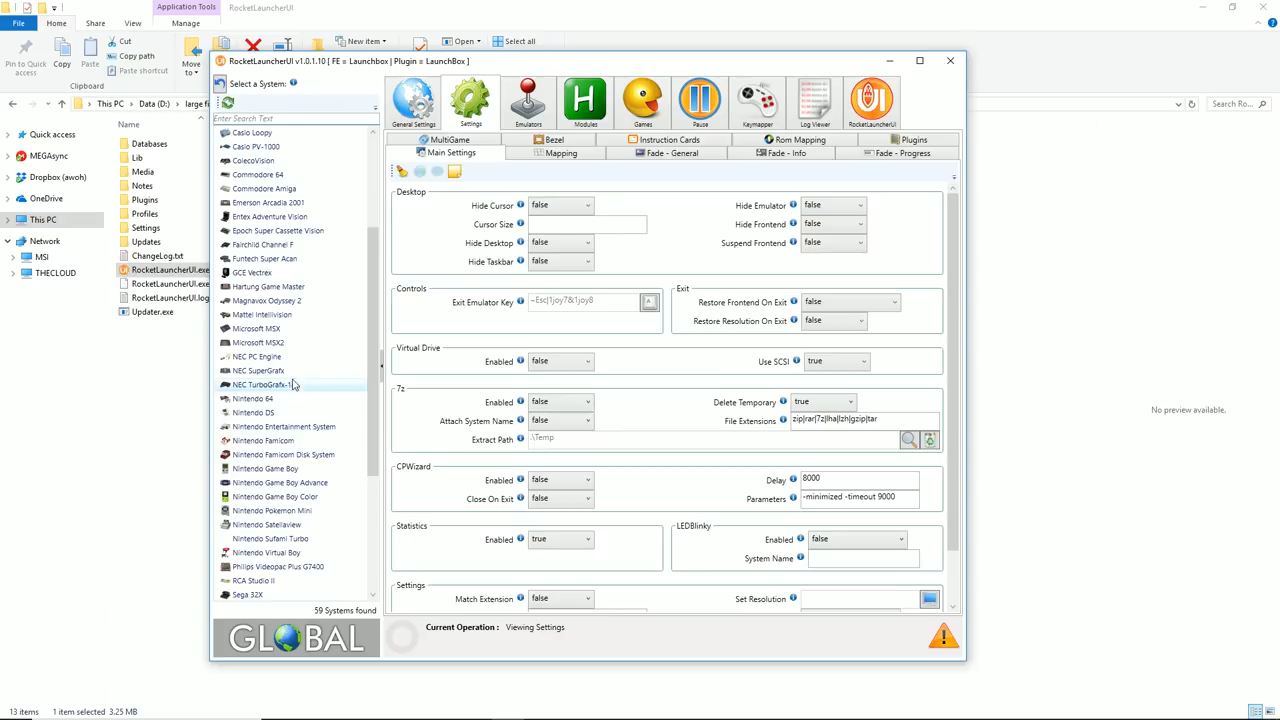 Application Tools
RocketLauncherUI
File
Home
Share
View
Manage
Pin to Quick access
Copy
Paste
Cut
Copy path
Paste shortcut
Clipboard
Move to
New item
Open
Select all
This PC
Data (D:)
Search Ro...
Quick access
MEGAsync
Dropbox (awoh)
OneDrive
This PC
Network
MSI
THECLOUD
Name
Databases
Lib
Media
Notes
Plugins
Profiles
Settings
Updates
ChangeLog.txt
RocketLauncherUI.exe
RocketLauncherUI.exe
RocketLauncherUI.log
Updater.exe
RocketLauncherUI v1.0.1.10 [ FE = Launchbox | Plugin = LaunchBox ]
Select a System:
Enter Search Text
Casio Loopy
Casio PV-1000
ColecoVision
Commodore 64
Commodore Amiga
Emerson Arcadia 2001
Entex Adventure Vision
Epoch Super Cassette Vision
Fairchild Channel F
Funtech Super Acan
GCE Vectrex
Hartung Game Master
Magnavox Odyssey 2
Mattel Intellivision
Microsoft MSX
Microsoft MSX2
NEC PC Engine
NEC SuperGrafx
NEC TurboGrafx-1
Nintendo 64
Nintendo DS
Nintendo Entertainment System
Nintendo Famicom
Nintendo Famicom Disk System
Nintendo Game Boy
Nintendo Game Boy Advance
Nintendo Game Boy Color
Nintendo Pokemon Mini
Nintendo Satellaview
Nintendo Sufami Turbo
Nintendo Virtual Boy
Philips Videopac Plus G7400
RCA Studio II
Sega 32X
59 Systems found
GLOBAL
General Settings
Settings
Emulators
Modules
Games
Pause
Keymapper
Log Viewer
RocketLauncherUI
MultiGame
Bezel
Instruction Cards
Rom Mapping
Plugins
Main Settings
Mapping
Fade - General
Fade - Info
Fade - Progress
Desktop
Hide Cursor false
Hide Emulator false
Cursor Size
Hide Frontend false
Hide Desktop false
Suspend Frontend false
Hide Taskbar false
Controls
Exit Emulator Key ~Esc|1joy7&1joy8
Exit
Restore Frontend On Exit false
Restore Resolution On Exit false
Virtual Drive
Enabled false
Use SCSI true
7z
Enabled false
Delete Temporary true
Attach System Name false
File Extensions zip|rar|7z|lha|lzh|gzip|tar
Extract Path .\Temp
CPWizard
Enabled false
Delay 8000
Close On Exit false
Parameters -minimized -timeout 9000
Statistics
Enabled true
LEDBlinky
Enabled false
System Name
Settings
Match Extension false
Set Resolution
Current Operation : Viewing Settings
No preview available.
13 items
1 item selected 3.25 MB